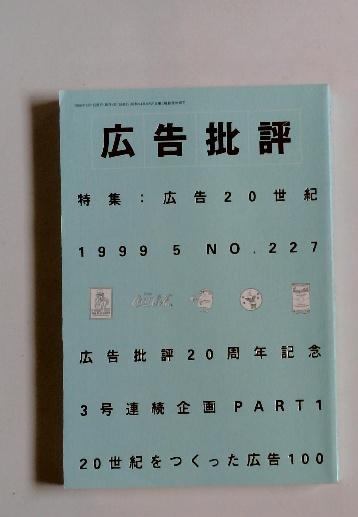 広告批評
特集:広告20世紀
1999 5 NO.227
Coca-Cola
広告批評20周年記念
3号連続企画 PART1
20世紀をつくった広告100